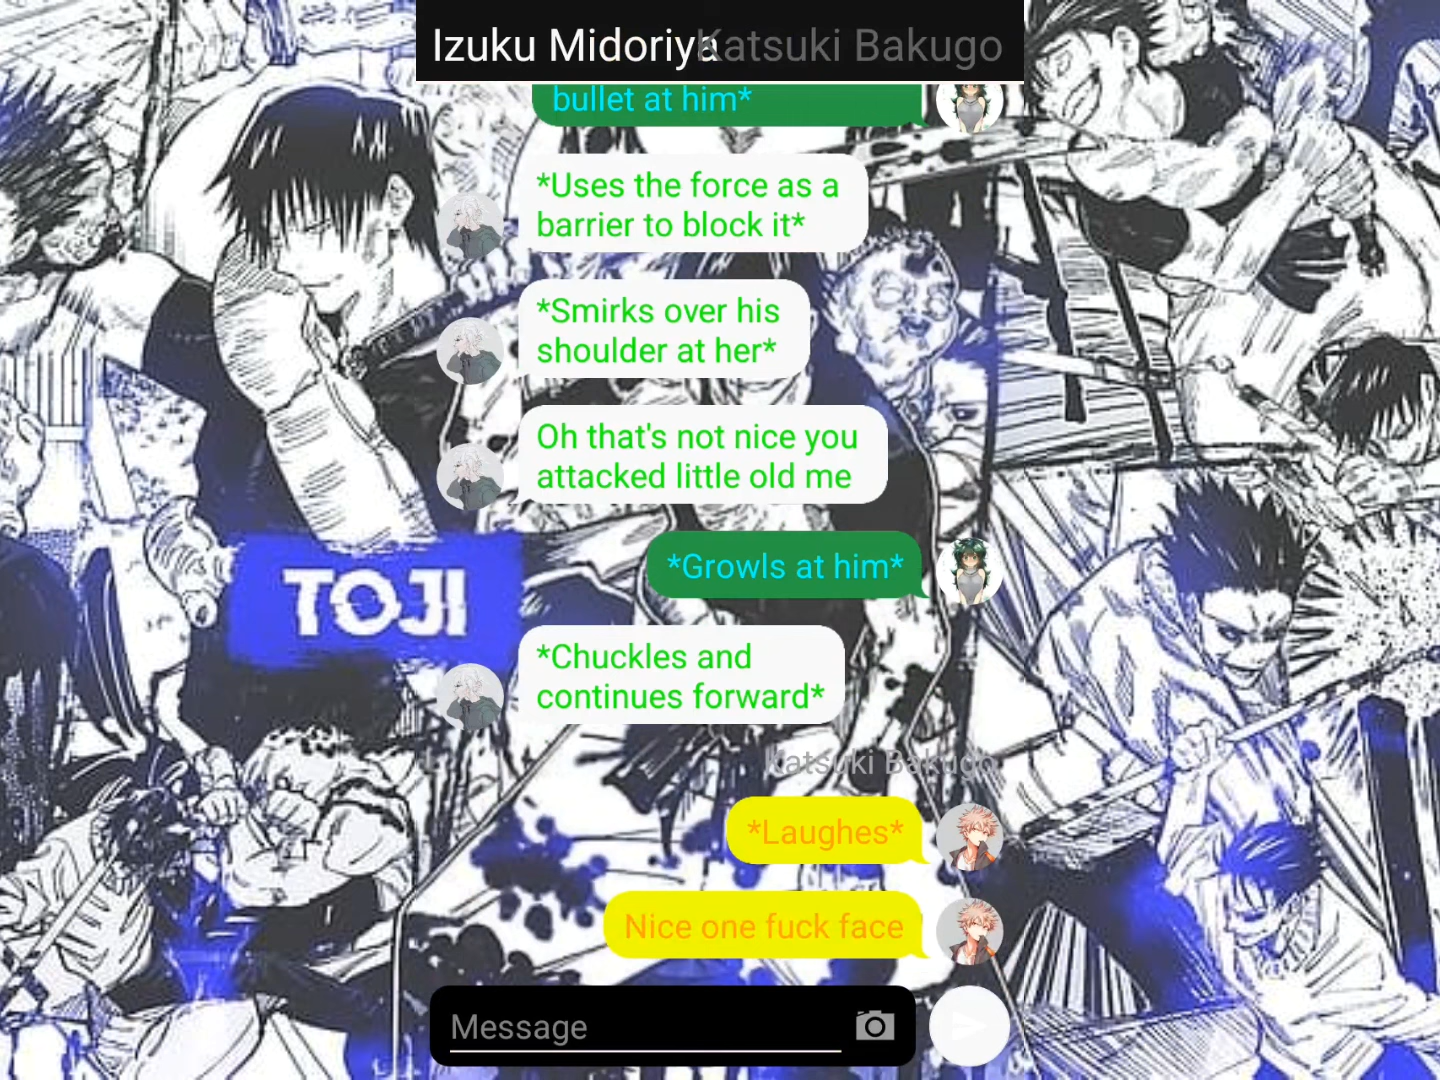 Izuku Midoriya
Katsuki Bakugo
bullet at him*
*Uses the force as a
barrier to block it*
*Smirks over his
shoulder at her*
Oh that's not nice you
attacked little old me
*Growls at him*
TOJI
*Chuckles and
continues forward*
Katsuki Bakugo
*Laughes*
Nice one fuck face
Message